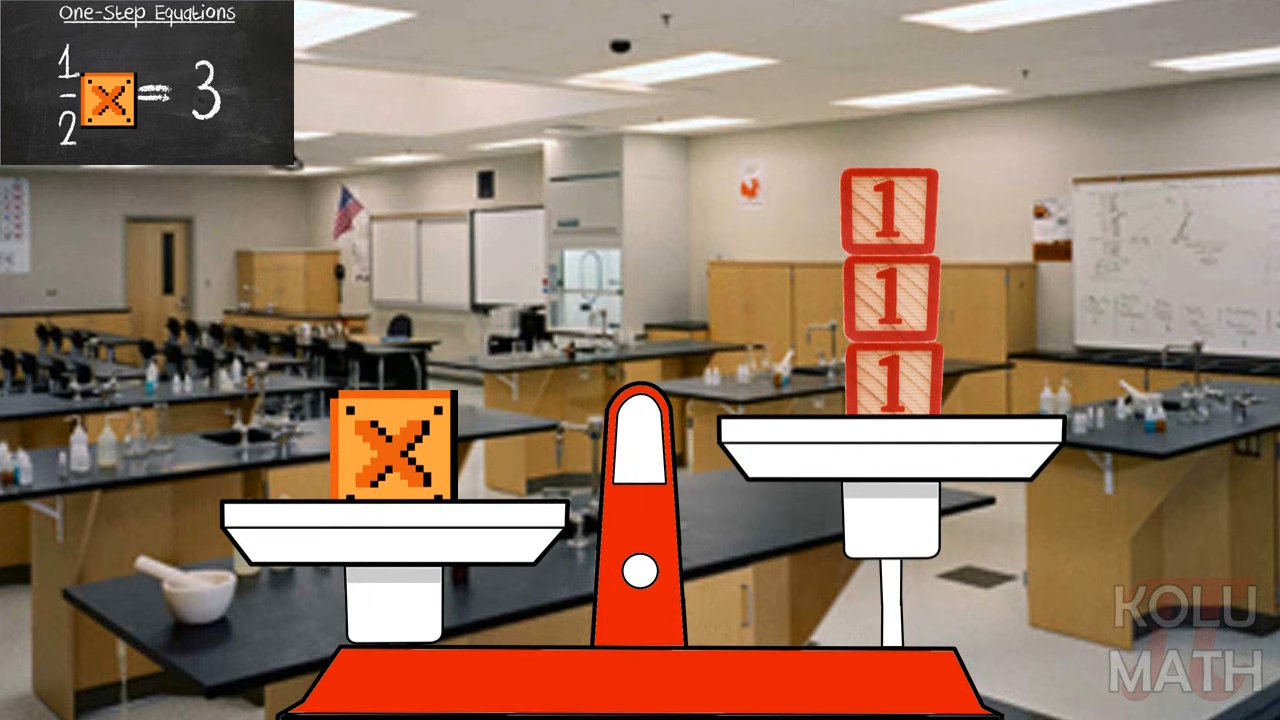 One-Step Equations
1/2 x = 3
1
1
1
x
KOLU
MATH